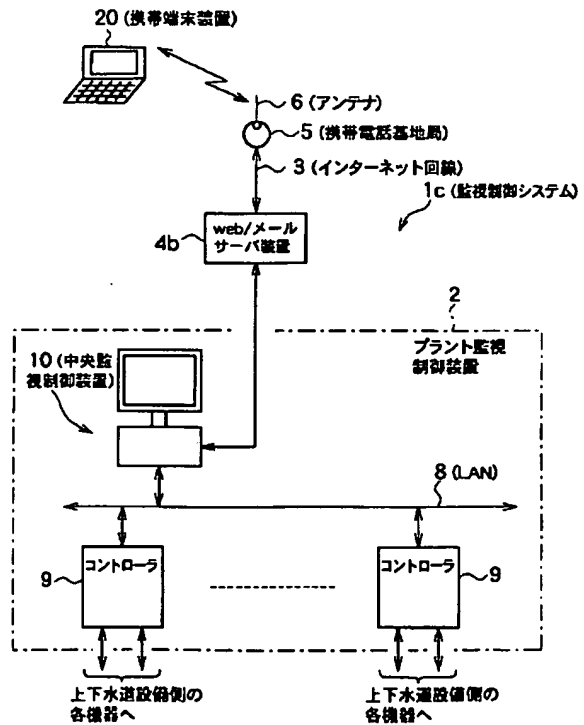 20 (携帯端末装置)
6 (アンテナ)
5 (携帯電話基地局)
3 (インターネット回線)
1c (監視制御システム)
web/メール
サーバ装置
4b
2
プラント監視
制御装置
10 (中央監
視制御装置)
8 (LAN)
コントローラ
9
コントローラ
9
上下水道設備側の
各機器へ
上下水道設備側の
各機器へ